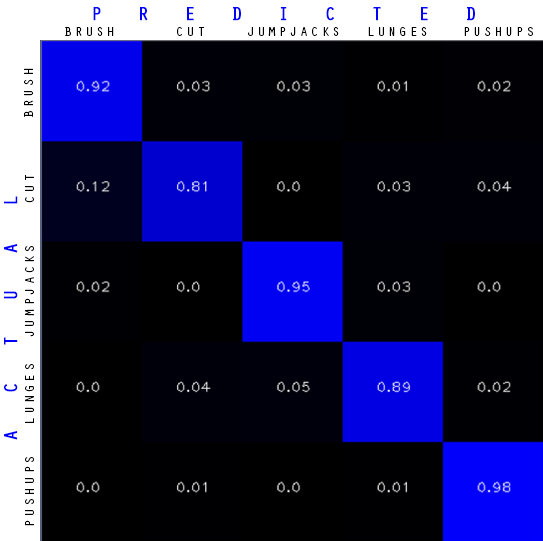 P R E D I C T E D
BRUSH CUT JUMPJACKS LUNGES PUSHUPS
A C T U A L
BRUSH 0.92 0.03 0.03 0.01 0.02
CUT 0.12 0.81 0.0 0.03 0.04
JUMPJACKS 0.02 0.0 0.95 0.03 0.0
LUNGES 0.0 0.04 0.05 0.89 0.02
PUSHUPS 0.0 0.01 0.0 0.01 0.98